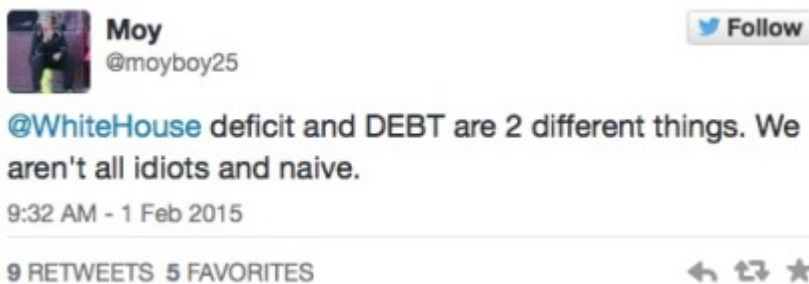 Moy
Follow
@moyboy25
@WhiteHouse deficit and DEBT are 2 different things. We
aren't all idiots and naive.
9:32 AM - 1 Feb 2015
9 RETWEETS 5 FAVORITES